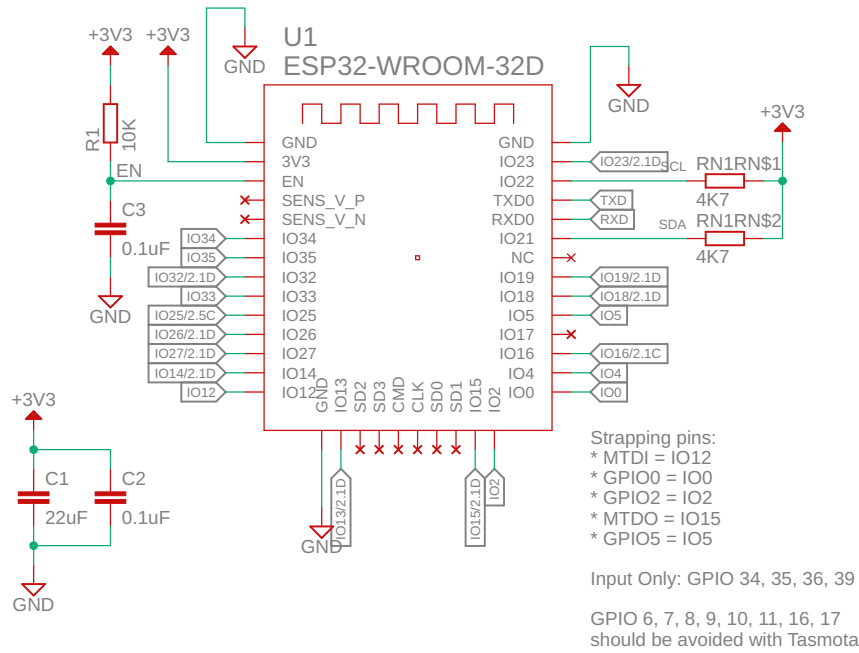 +3V3
+3V3
GND
U1
ESP32-WROOM-32D
GND
+3V3
R1
10K
EN
C3
0.1uF
GND
GND
3V3
EN
SENS_V_P
SENS_V_N
IO34
IO35
IO32
IO33
IO25
IO26
IO27
IO14
IO12
GND
IO23
IO22
TXD0
RXD0
IO21
NC
IO19
IO18
IO5
IO17
IO16
IO4
IO0
GND
IO13
SD2
SD3
CMD
CLK
SD0
SD1
IO15
IO2
IO34
IO35
IO32/2.1D
IO33
IO25/2.5C
IO26/2.1D
IO27/2.1D
IO14/2.1D
IO12
IO23/2.1D
SCL
RN1RN$1
4K7
TXD
RXD
SDA
RN1RN$2
4K7
IO19/2.1D
IO18/2.1D
IO5
IO16/2.1C
IO4
IO0
GND
IO13/2.1D
IO15/2.1D
IO2
+3V3
C1
22uF
C2
0.1uF
GND
Strapping pins:
* MTDI = IO12
* GPIO0 = IO0
* GPIO2 = IO2
* MTDO = IO15
* GPIO5 = IO5
Input Only: GPIO 34, 35, 36, 39
GPIO 6, 7, 8, 9, 10, 11, 16, 17
should be avoided with Tasmota